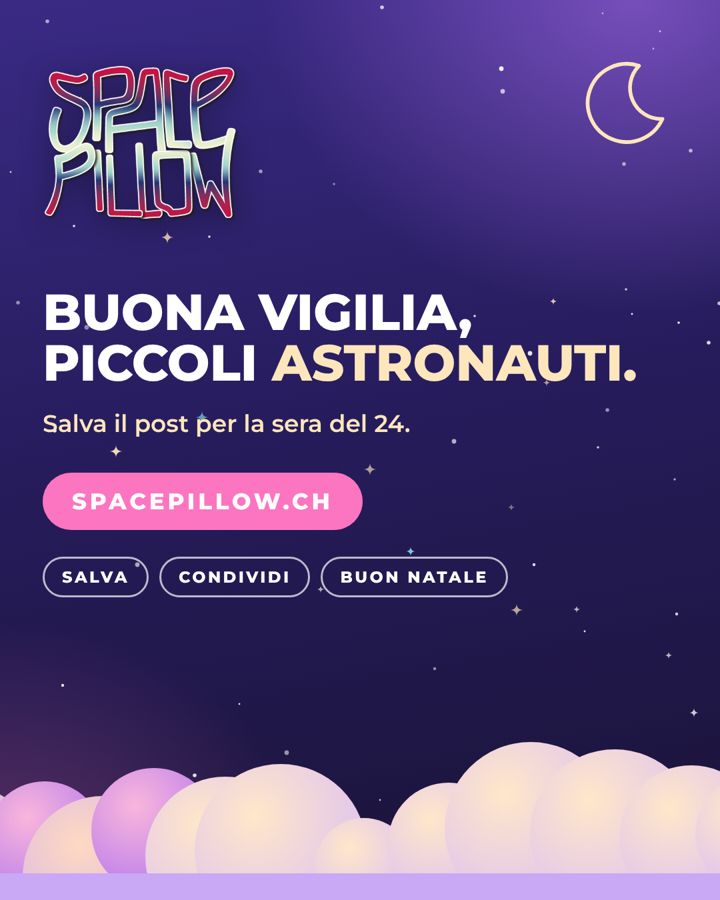 SPACE
PILLOW
BUONA VIGILIA,
PICCOLI ASTRONAUTI.
Salva il post per la sera del 24.
SPACEPILLOW.CH
SALVA CONDIVIDI BUON NATALE